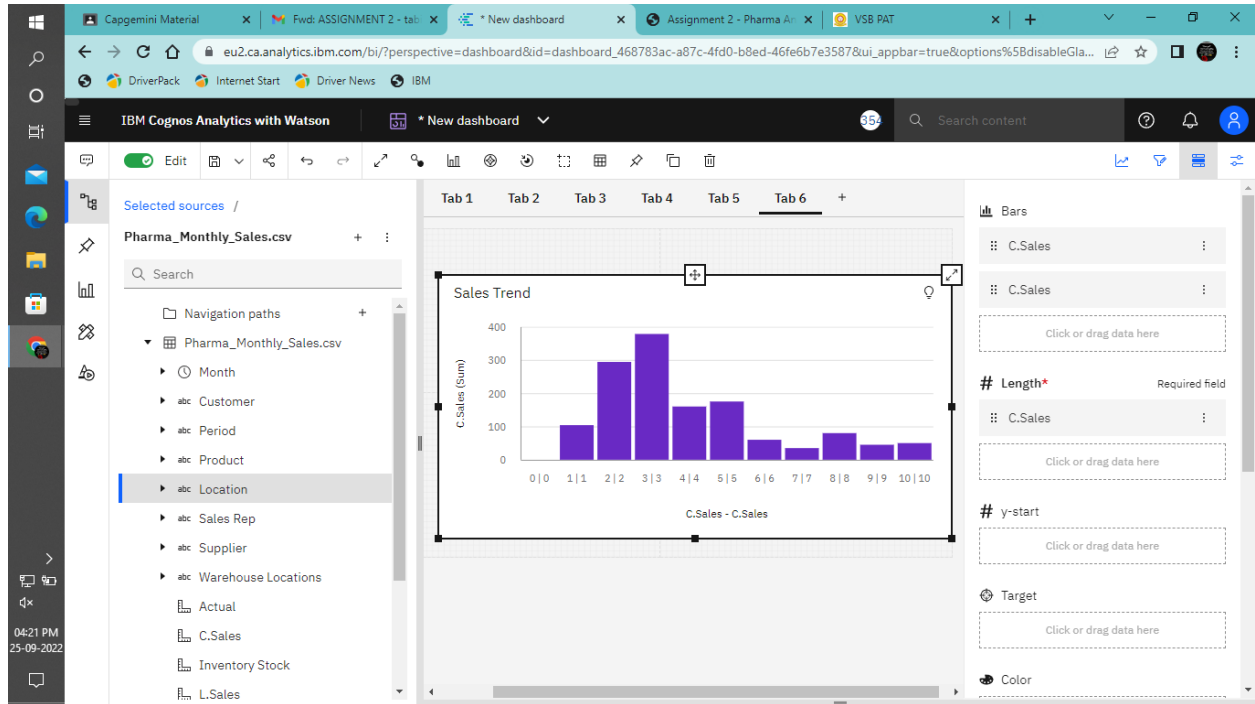 Capgemini Material
Fwd: ASSIGNMENT 2 - tab
* New dashboard
Assignment 2 - Pharma An
VSB PAT
eu2.ca.analytics.ibm.com/bi/?perspective=dashboard&id=dashboard_468783ac-a87c-4fd0-b8ed-46fe6b7e3587&ui_appbar=true&options%5BdisableGla...
DriverPack Internet Start Driver News IBM
IBM Cognos Analytics with Watson
* New dashboard
354
Search content
Edit
Selected sources /
Tab 1 Tab 2 Tab 3 Tab 4 Tab 5 Tab 6 +
Pharma_Monthly_Sales.csv
Search
Navigation paths
Pharma_Monthly_Sales.csv
Month
abc Customer
abc Period
abc Product
abc Location
abc Sales Rep
abc Supplier
abc Warehouse Locations
Actual
C.Sales
Inventory Stock
L.Sales
Sales Trend
C.Sales (Sum)
400
300
200
100
0
0|0 1|1 2|2 3|3 4|4 5|5 6|6 7|7 8|8 9|9 10|10
C.Sales - C.Sales
Bars
C.Sales
C.Sales
Click or drag data here
# Length* Required field
C.Sales
Click or drag data here
# y-start
Click or drag data here
Target
Click or drag data here
Color
04:21 PM
25-09-2022